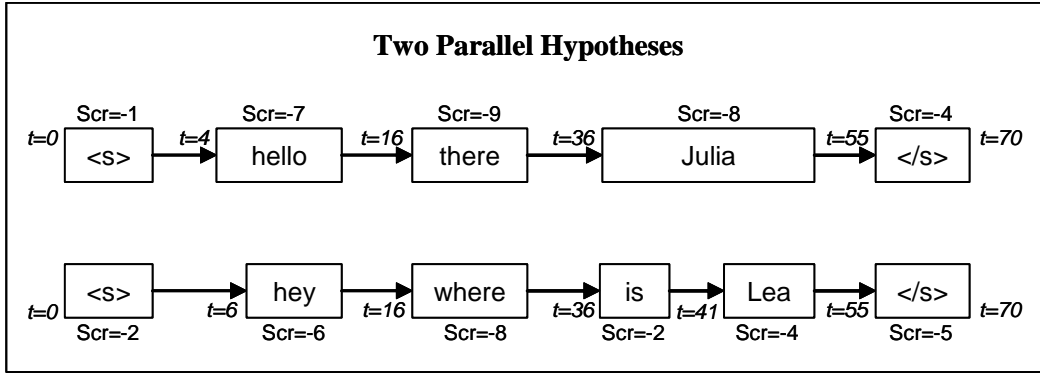 Two Parallel Hypotheses
Scr=-1 Scr=-7 Scr=-9 Scr=-8 Scr=-4
t=0 <s> t=4 hello t=16 there t=36 Julia t=55 </s> t=70
<s> hey where is Lea </s>
t=0 t=6 t=16 t=36 t=41 t=55 t=70
Scr=-2 Scr=-6 Scr=-8 Scr=-2 Scr=-4 Scr=-5